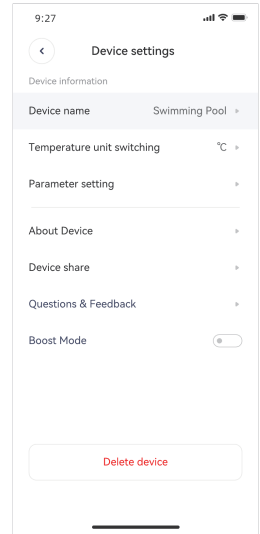 9:27
Device settings
Device information
Device name Swimming Pool
Temperature unit switching °C
Parameter setting
About Device
Device share
Questions & Feedback
Boost Mode
Delete device